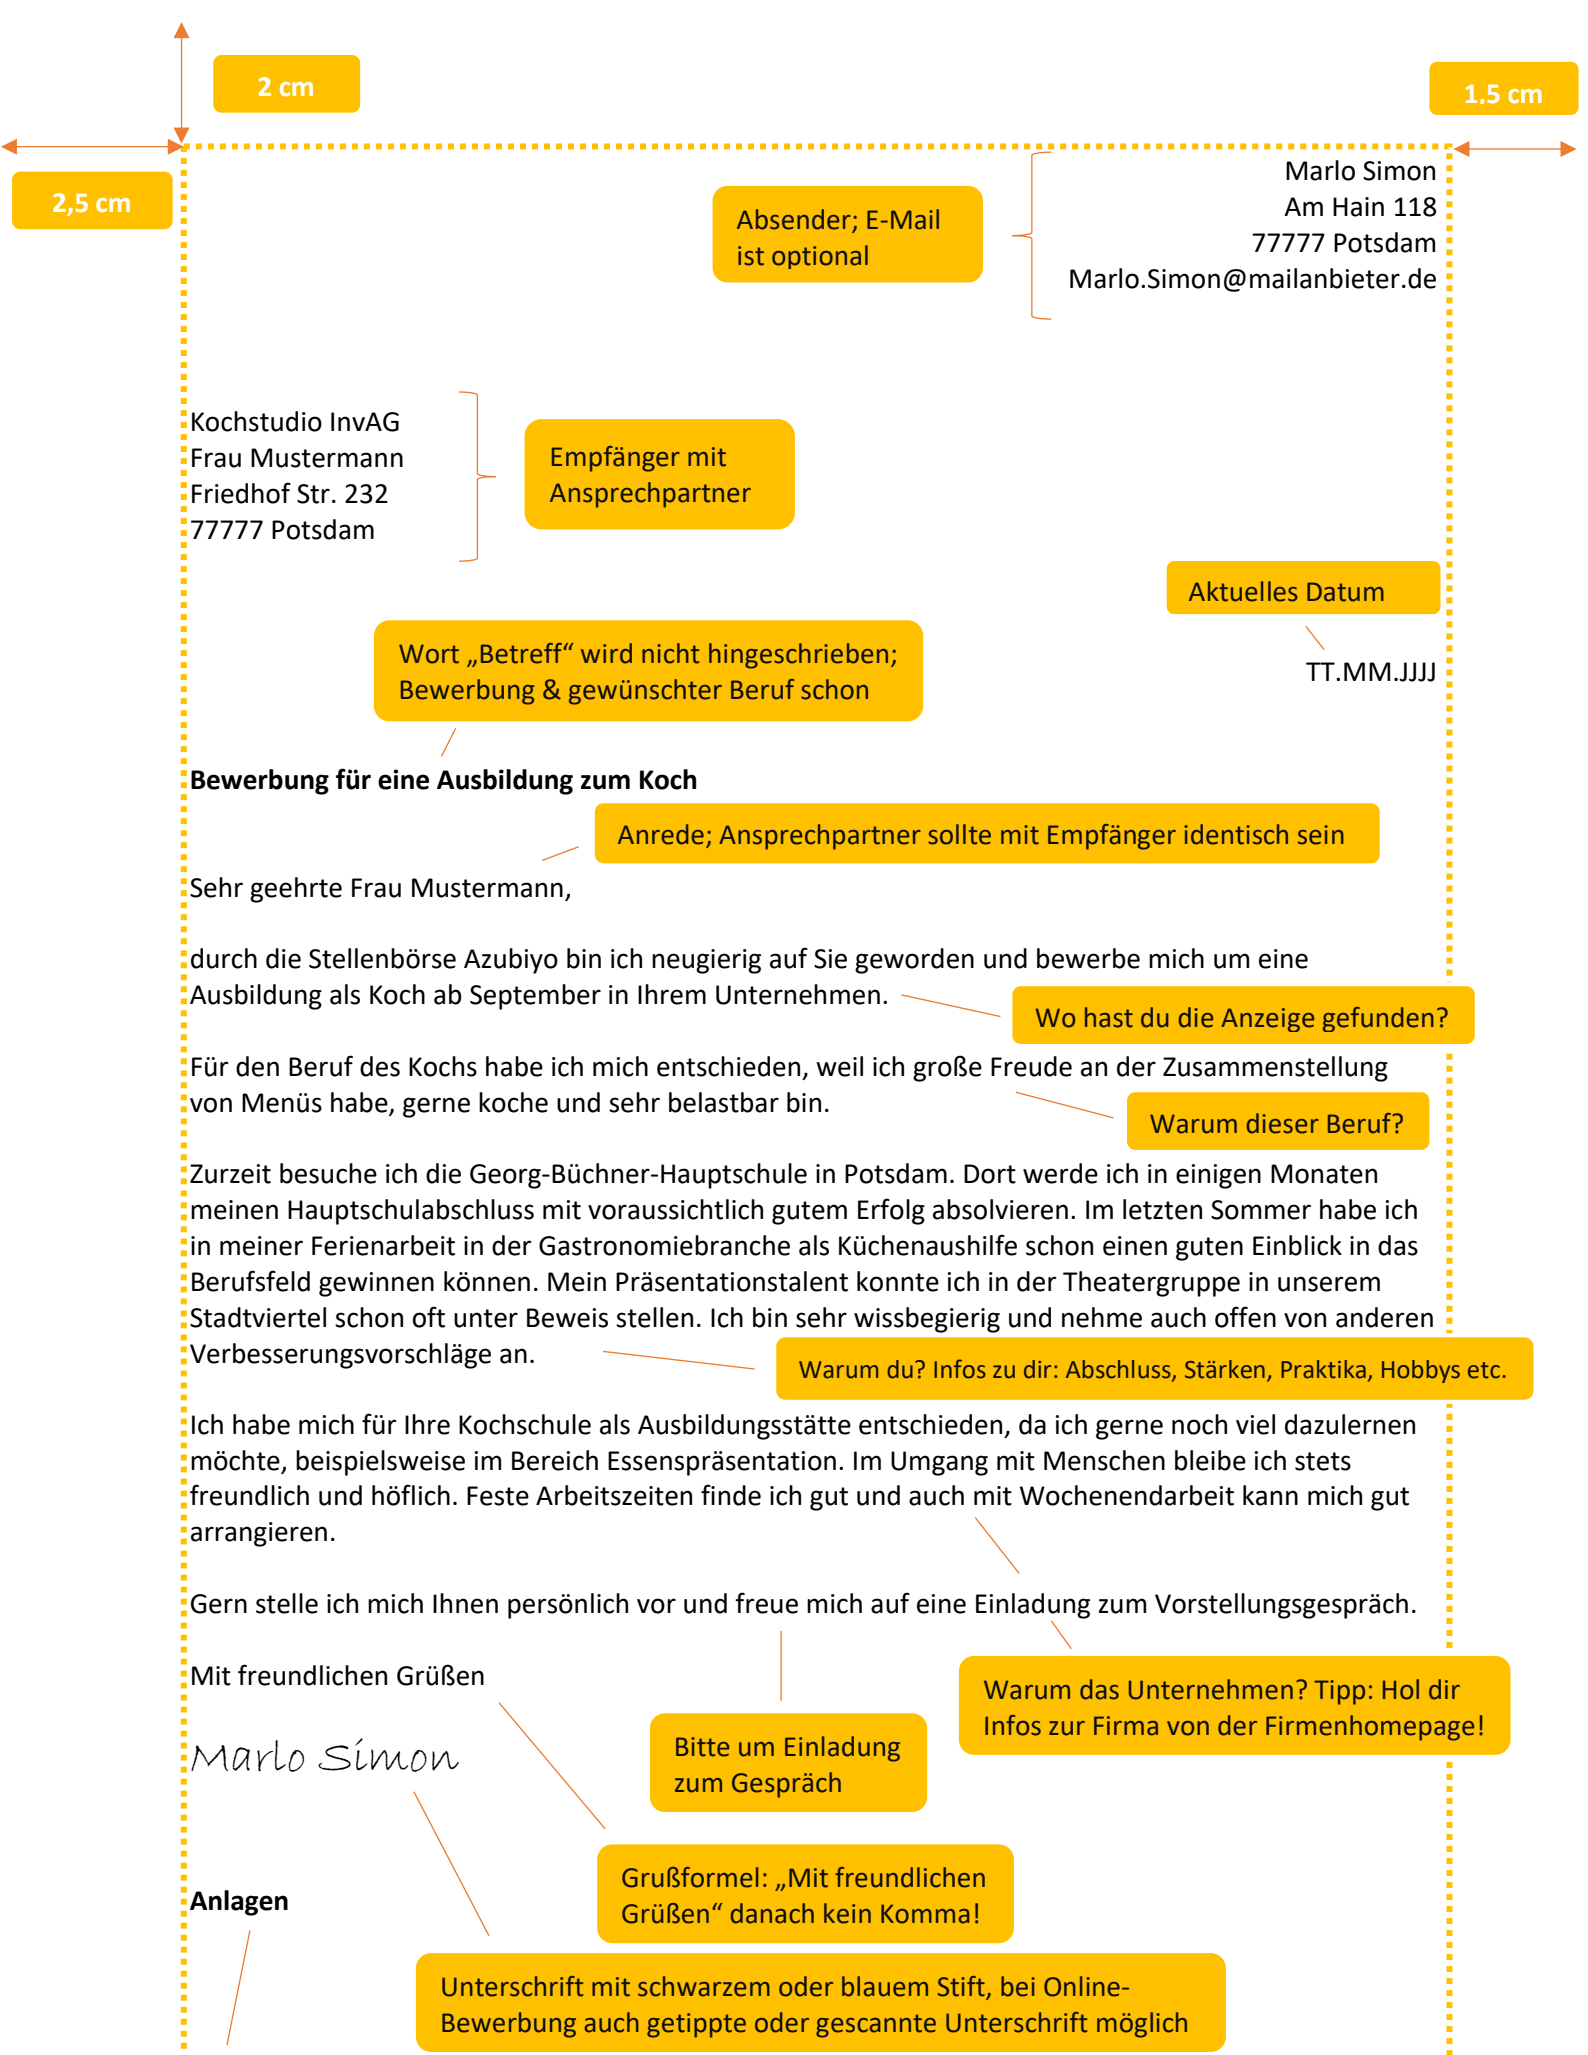 2 cm
1,5 cm
2,5 cm
Absender; E-Mail
ist optional
Marlo Simon
Am Hain 118
77777 Potsdam
Marlo.Simon@mailanbieter.de
Kochstudio InvAG
Frau Mustermann
Friedhof Str. 232
77777 Potsdam
Empfänger mit
Ansprechpartner
Aktuelles Datum
TT.MM.JJJJ
Wort „Betreff“ wird nicht hingeschrieben;
Bewerbung & gewünschter Beruf schon
Bewerbung für eine Ausbildung zum Koch
Anrede; Ansprechpartner sollte mit Empfänger identisch sein
Sehr geehrte Frau Mustermann,
durch die Stellenbörse Azubiyo bin ich neugierig auf Sie geworden und bewerbe mich um eine
Ausbildung als Koch ab September in Ihrem Unternehmen.
Wo hast du die Anzeige gefunden?
Für den Beruf des Kochs habe ich mich entschieden, weil ich große Freude an der Zusammenstellung
von Menüs habe, gerne koche und sehr belastbar bin.
Warum dieser Beruf?
Zurzeit besuche ich die Georg-Büchner-Hauptschule in Potsdam. Dort werde ich in einigen Monaten
meinen Hauptschulabschluss mit voraussichtlich gutem Erfolg absolvieren. Im letzten Sommer habe ich
in meiner Ferienarbeit in der Gastronomiebranche als Küchenaushilfe schon einen guten Einblick in das
Berufsfeld gewinnen können. Mein Präsentationstalent konnte ich in der Theatergruppe in unserem
Stadtviertel schon oft unter Beweis stellen. Ich bin sehr wissbegierig und nehme auch offen von anderen
Verbesserungsvorschläge an.
Warum du? Infos zu dir: Abschluss, Stärken, Praktika, Hobbys etc.
Ich habe mich für Ihre Kochschule als Ausbildungsstätte entschieden, da ich gerne noch viel dazulernen
möchte, beispielsweise im Bereich Essenspräsentation. Im Umgang mit Menschen bleibe ich stets
freundlich und höflich. Feste Arbeitszeiten finde ich gut und auch mit Wochenendarbeit kann mich gut
arrangieren.
Gern stelle ich mich Ihnen persönlich vor und freue mich auf eine Einladung zum Vorstellungsgespräch.
Mit freundlichen Grüßen
Warum das Unternehmen? Tipp: Hol dir
Infos zur Firma von der Firmenhomepage!
Bitte um Einladung
zum Gespräch
Marlo Simon
Grußformel: „Mit freundlichen
Grüßen“ danach kein Komma!
Anlagen
Unterschrift mit schwarzem oder blauem Stift, bei Online-
Bewerbung auch getippte oder gescannte Unterschrift möglich